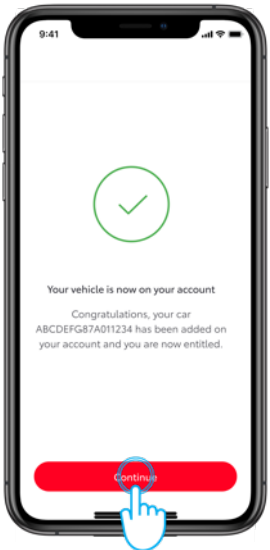 9:41
Your vehicle is now on your account
Congratulations, your car
ABCDEFG87A011234 has been added on
your account and you are now entitled.
Continue